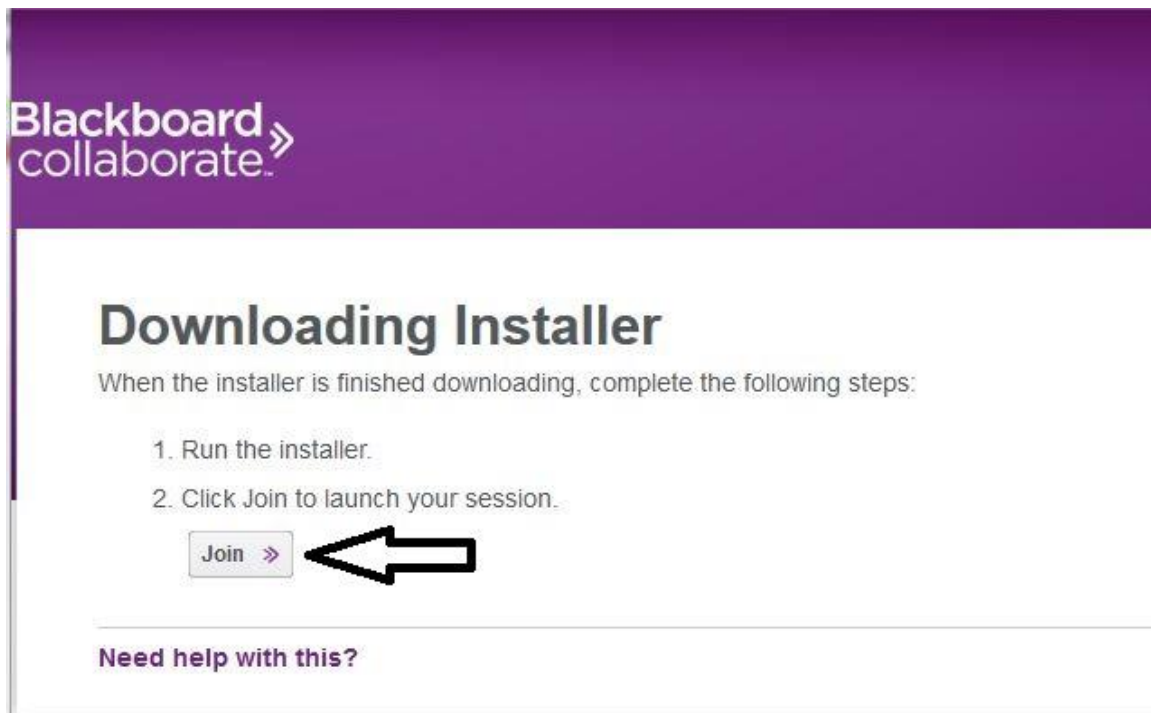 Blackboard
collaborate™
Downloading Installer
When the installer is finished downloading, complete the following steps:
1. Run the installer.
2. Click Join to launch your session.
Join »
Need help with this?